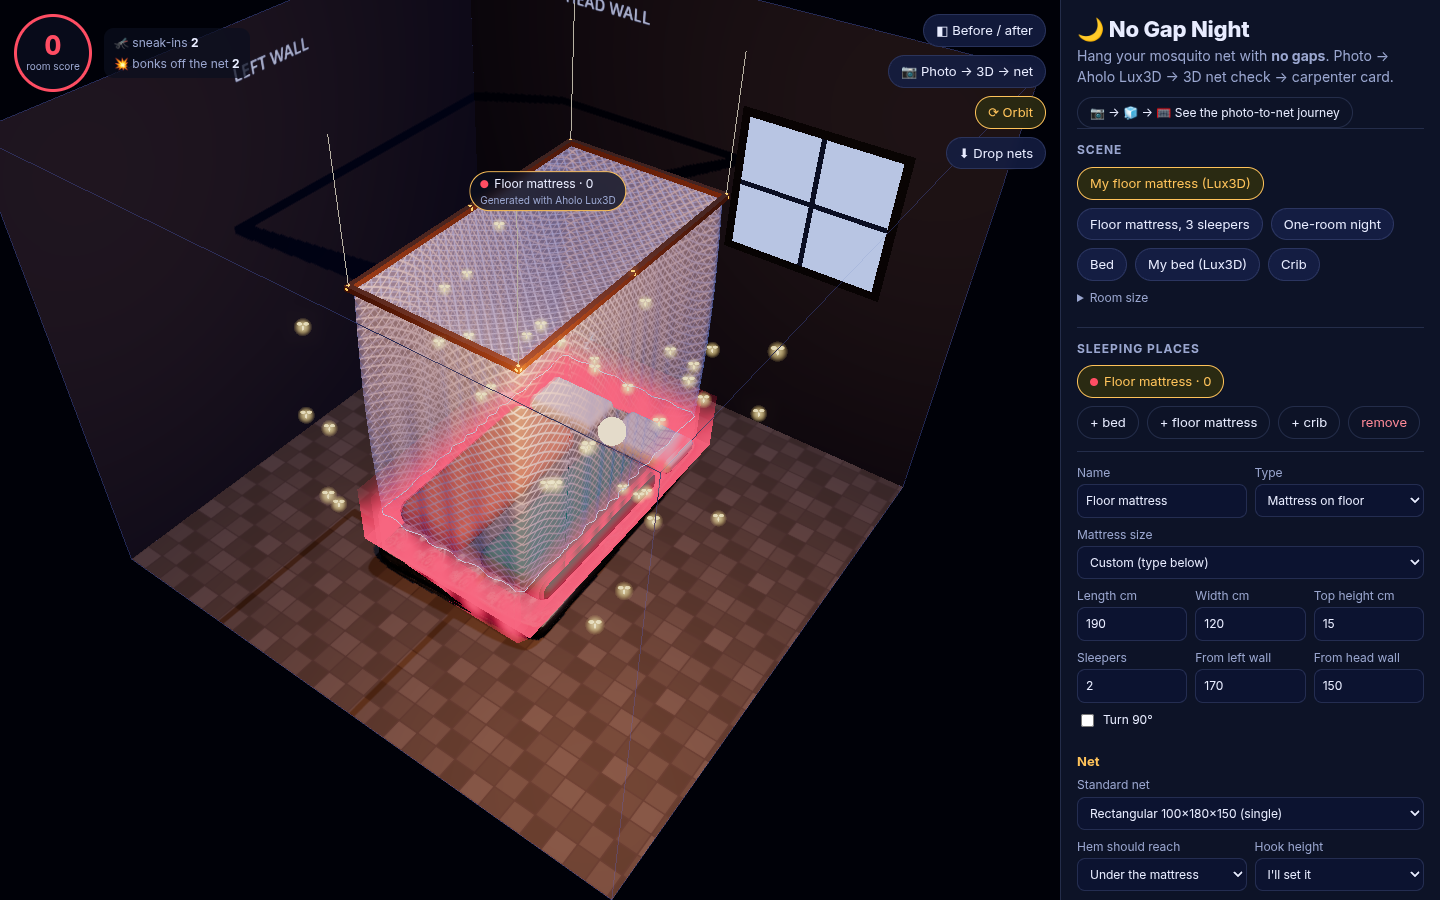 0
room score
sneak-ins 2
bonks off the net 2
LEFT WALL
HEAD WALL
Before / after
Photo → 3D → net
Orbit
Drop nets
Floor mattress · 0
Generated with Aholo Lux3D
No Gap Night
Hang your mosquito net with no gaps. Photo →
Aholo Lux3D → 3D net check → carpenter card.
→ → See the photo-to-net journey
SCENE
My floor mattress (Lux3D)
Floor mattress, 3 sleepers
One-room night
Bed
My bed (Lux3D)
Crib
Room size
SLEEPING PLACES
Floor mattress · 0
+ bed
+ floor mattress
+ crib
remove
Name
Type
Floor mattress
Mattress on floor
Mattress size
Custom (type below)
Length cm
Width cm
Top height cm
190
120
15
Sleepers
From left wall
From head wall
2
170
150
Turn 90°
Net
Standard net
Rectangular 100×180×150 (single)
Hem should reach
Hook height
Under the mattress
I'll set it